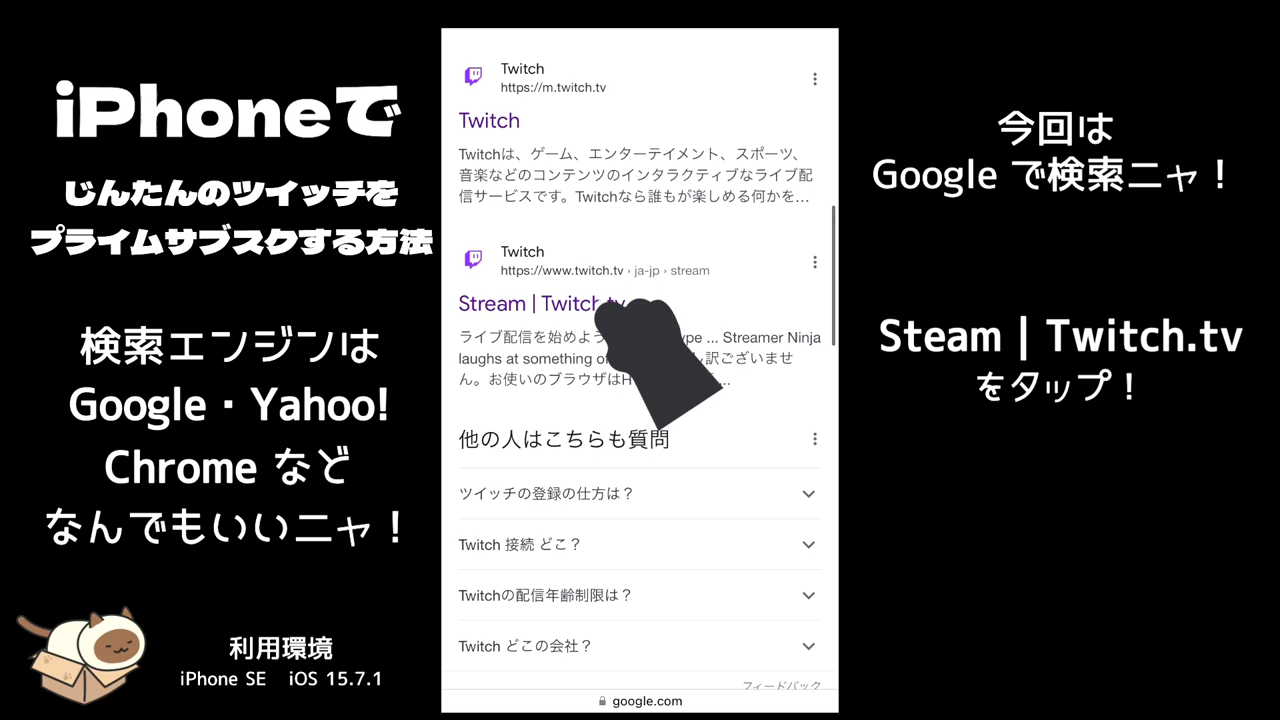 iPhoneで
じんたんのツイッチを
プライムサブスクする方法
検索エンジンは
Google・Yahoo!
Chrome など
なんでもいいニャ！
利用環境
iPhone SE iOS 15.7.1
Twitch
https://m.twitch.tv
Twitch
Twitchは、ゲーム、エンターテイメント、スポーツ、
音楽などのコンテンツのインタラクティブなライブ配
信サービスです。Twitchなら誰もが楽しめる何かを...
Twitch
https://www.twitch.tv › ja-jp › stream
Stream | Twitch.tv
ライブ配信を始めよう ... Streamer Ninja
laughs at something 訳ございませ
ん。お使いのブラウザはH ...
他の人はこちらも質問
ツイッチの登録の仕方は？
Twitch 接続 どこ？
Twitchの配信年齢制限は？
Twitch どこの会社？
フィードバック
google.com
今回は
Google で検索ニャ！
Steam | Twitch.tv
をタップ！